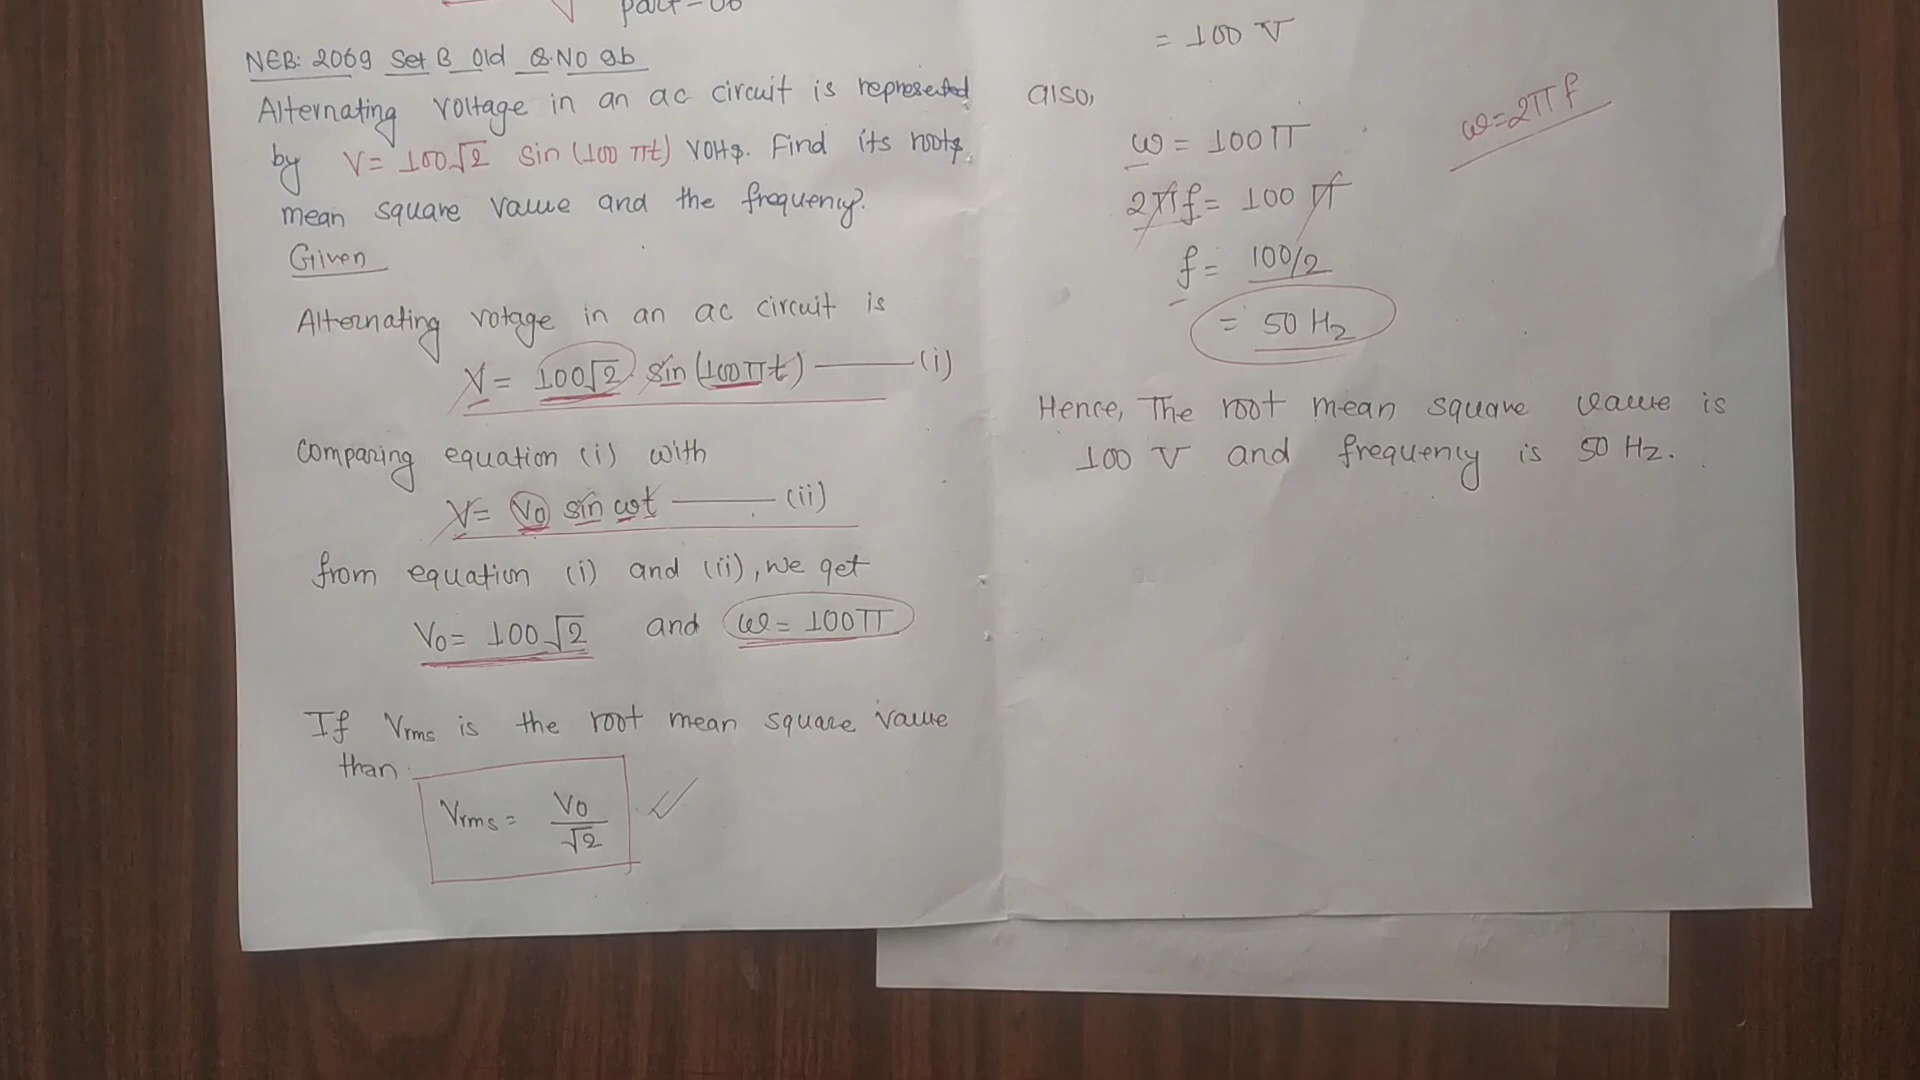 part-06
NEB: 2069 Set B Old Q.NO 9b
Alternating voltage in an ac circuit is represented
by V= 100√2 sin (100 πt) volts. Find its roots
mean square value and the frequency?
Given
Alternating votage in an ac circuit is
V= 100√2 sin (100πt) ——— (i)
Comparing equation (i) with
V= V0 sin ωt ——— (ii)
from equation (i) and (ii), we get
V0= 100√2 and ω= 100π
If Vrms is the root mean square value
than
Vrms = V0/√2
= 100 V
also,
ω = 100π
ω=2πf
2πf= 100 π
f= 100/2
= 50 Hz
Hence, The root mean square value is
100 V and frequency is 50 Hz.